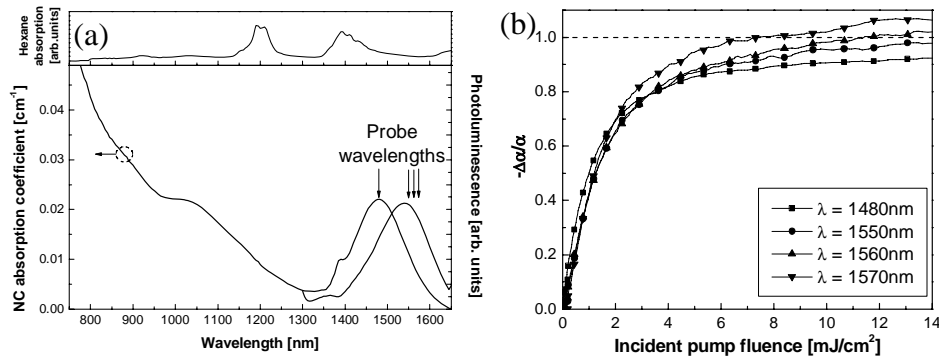 (a)
Hexane
absorption
[arb.units]
0.04
0.03
0.02
0.01
0.00
NC absorption coefficient [cm⁻¹]
Probe
wavelengths
Photoluminescence [arb. units]
800 900 1000 1100 1200 1300 1400 1500 1600
Wavelength [nm]
(b)
1.0
0.8
0.6
0.4
0.2
0.0
-Δα/α
λ = 1480nm
λ = 1550nm
λ = 1560nm
λ = 1570nm
0 2 4 6 8 10 12 14
Incident pump fluence [mJ/cm²]